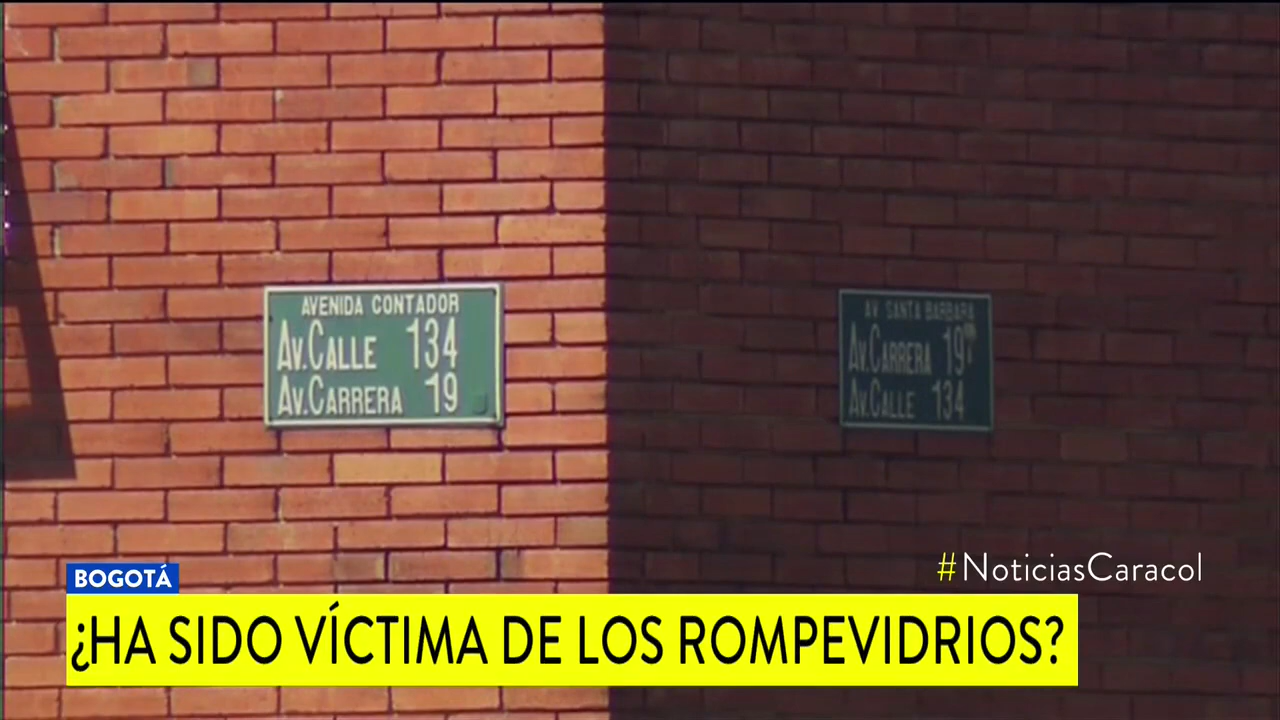 AVENIDA CONTADOR
AV.CALLE 134
AV.CARRERA 19
AV SANTA BARBARA
AV.CARRERA 19
AV.CALLE 134
#NoticiasCaracol
BOGOTÁ
¿HA SIDO VÍCTIMA DE LOS ROMPEVIDRIOS?